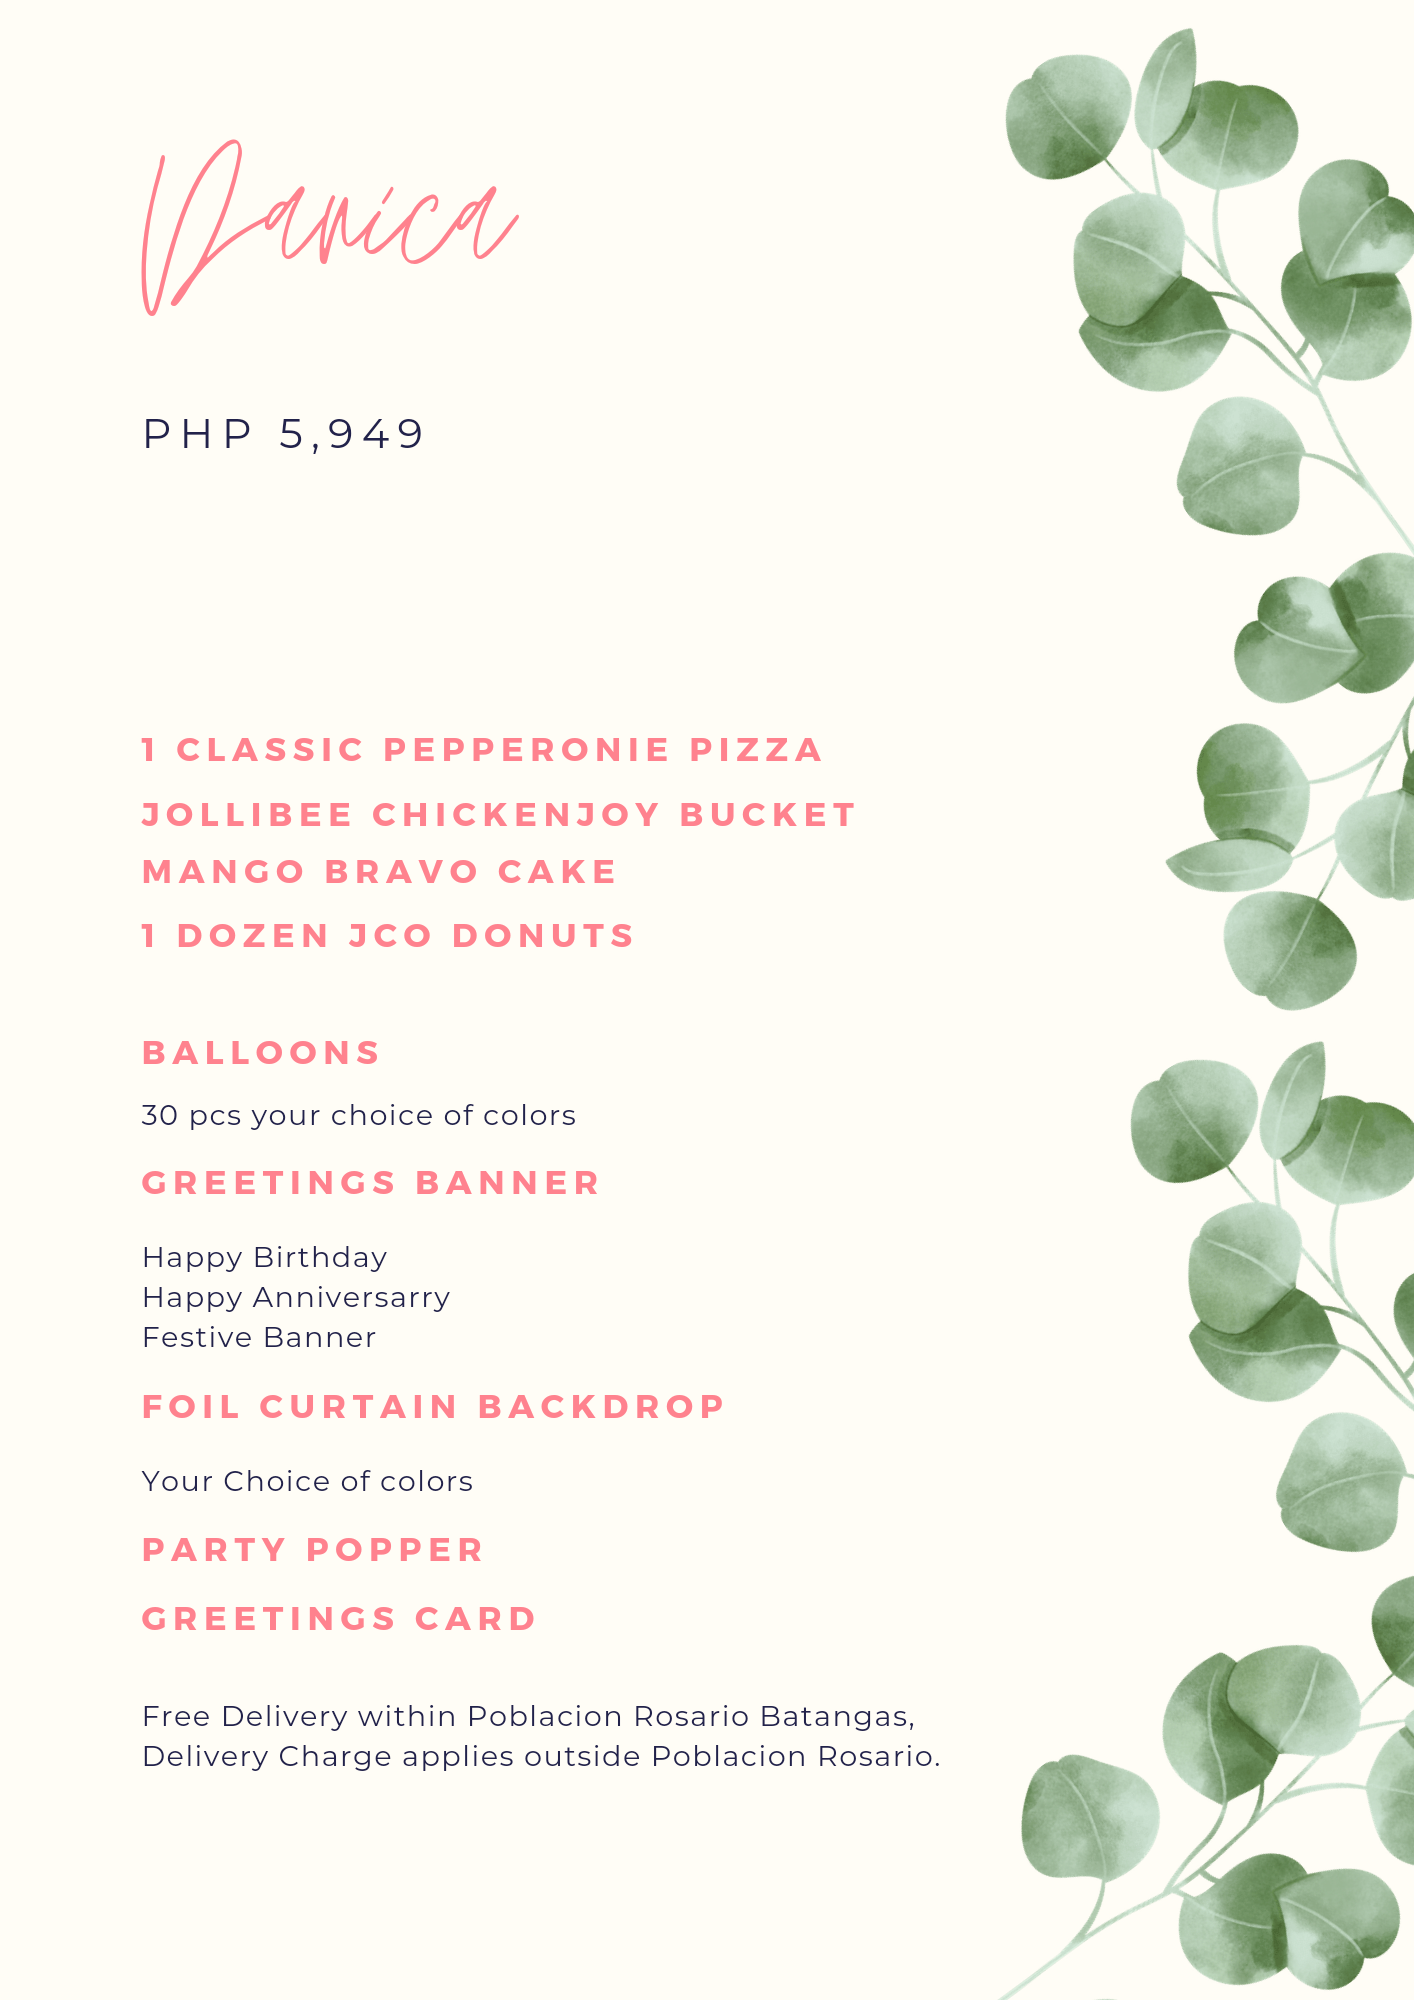 Danica
PHP 5,949
1 CLASSIC PEPPERONIE PIZZA
JOLLIBEE CHICKENJOY BUCKET
MANGO BRAVO CAKE
1 DOZEN JCO DONUTS
BALLOONS
30 pcs your choice of colors
GREETINGS BANNER
Happy Birthday
Happy Anniversarry
Festive Banner
FOIL CURTAIN BACKDROP
Your Choice of colors
PARTY POPPER
GREETINGS CARD
Free Delivery within Poblacion Rosario Batangas,
Delivery Charge applies outside Poblacion Rosario.